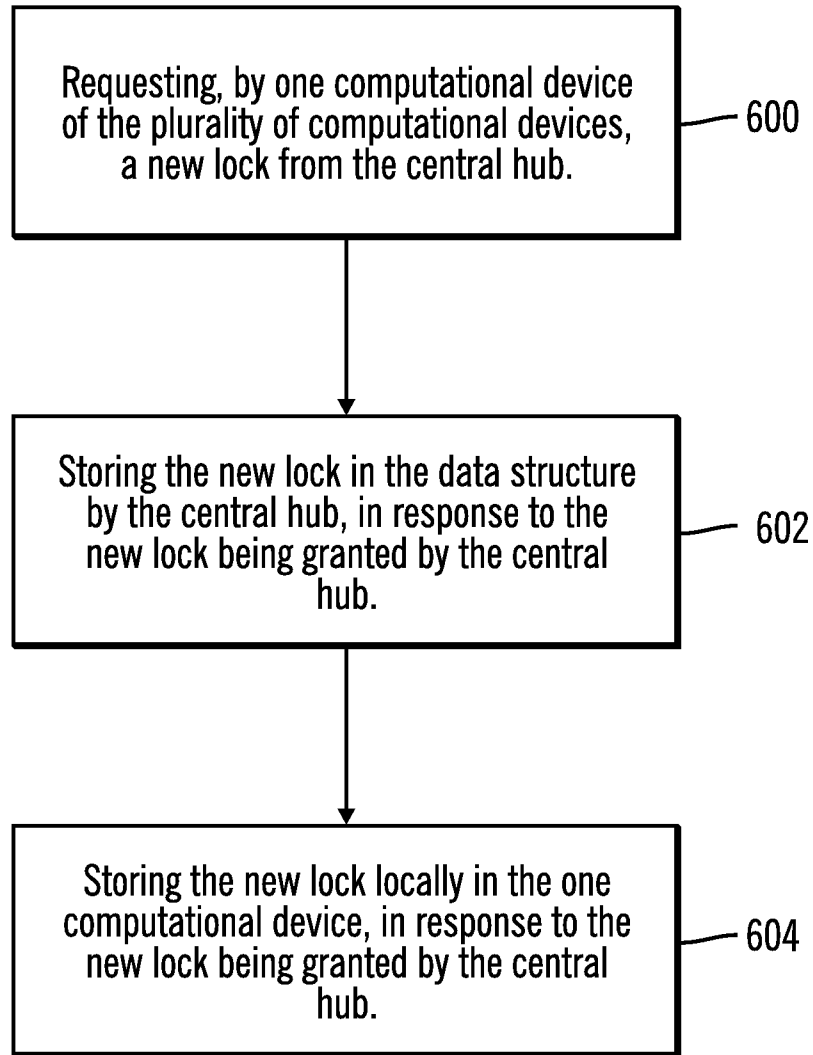 Requesting, by one computational device
of the plurality of computational devices,
a new lock from the central hub.
600
Storing the new lock in the data structure
by the central hub, in response to the
new lock being granted by the central
hub.
602
Storing the new lock locally in the one
computational device, in response to the
new lock being granted by the central
hub.
604